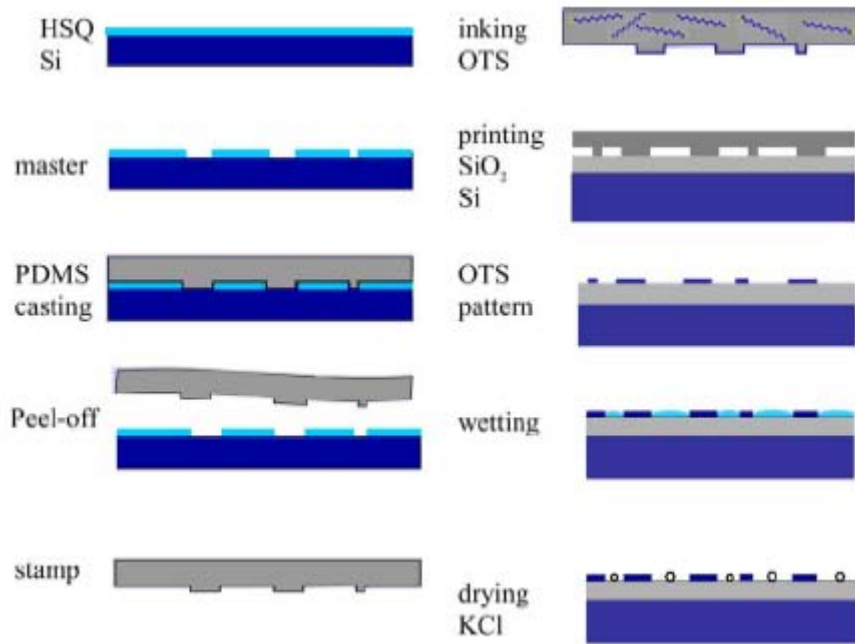 HSQ
Si
master
PDMS
casting
Peel-off
stamp
inking
OTS
printing
SiO₂
Si
OTS
pattern
wetting
drying
KCl